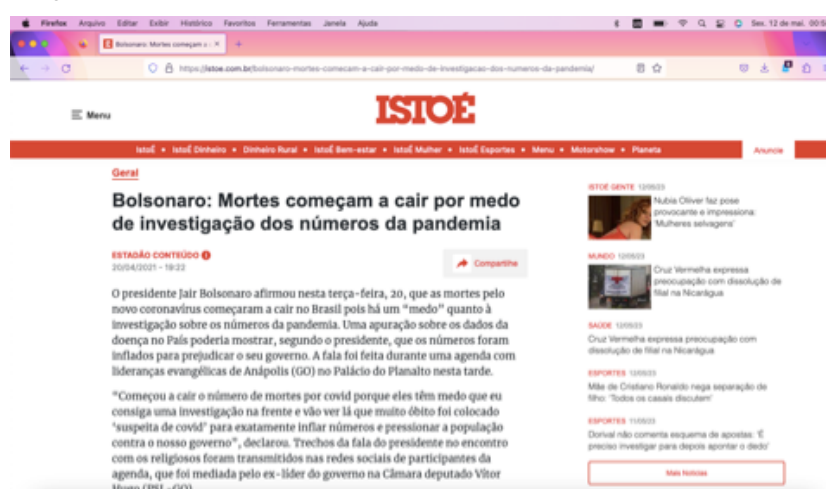 Firefox Arquivo Editar Exibir Histórico Favoritos Ferramentas Janela Ajuda
Sex. 12 de mai. 00:5
Bolsonaro: Mortes começam a c
https://istoe.com.br/bolsonaro-mortes-comecam-a-cair-por-medo-de-investigacao-dos-numeros-da-pandemia/
Menu
ISTOÉ
IstoÉ • IstoÉ Dinheiro • Dinheiro Rural • IstoÉ Bem-estar • IstoÉ Mulher • IstoÉ Esportes • Menu • Motorshow • Planeta
Anuncie
Geral
Bolsonaro: Mortes começam a cair por medo
de investigação dos números da pandemia
ESTADÃO CONTEÚDO
20/04/2021 - 19:22
Compartilhe
O presidente Jair Bolsonaro afirmou nesta terça-feira, 20, que as mortes pelo
novo coronavírus começaram a cair no Brasil pois há um “medo” quanto à
investigação sobre os números da pandemia. Uma apuração sobre os dados da
doença no País poderia mostrar, segundo o presidente, que os números foram
inflados para prejudicar o seu governo. A fala foi feita durante uma agenda com
lideranças evangélicas de Anápolis (GO) no Palácio do Planalto nesta tarde.
“Começou a cair o número de mortes por covid porque eles têm medo que eu
consiga uma investigação na frente e vão ver lá que muito óbito foi colocado
‘suspeita de covid’ para exatamente inflar números e pressionar a população
contra o nosso governo”, declarou. Trechos da fala do presidente no encontro
com os religiosos foram transmitidos nas redes sociais de participantes da
agenda, que foi mediada pelo ex-líder do governo na Câmara deputado Vitor
Hugo (PSL-GO)
ISTOÉ GENTE 12/05/23
Nubia Oliver faz pose
provocante e impressiona:
'Mulheres selvagens'
MUNDO 12/05/23
Cruz Vermelha expressa
preocupação com dissolução de
filial na Nicarágua
SAÚDE 12/05/23
Cruz Vermelha expressa preocupação com
dissolução de filial na Nicarágua
ESPORTES 12/05/23
Mãe de Cristiano Ronaldo nega separação do
filho: 'Todos os casais discutem'
ESPORTES 11/05/23
Dorival não comenta esquema de apostas: 'É
preciso investigar para depois apontar o dedo'
Mais Notícias